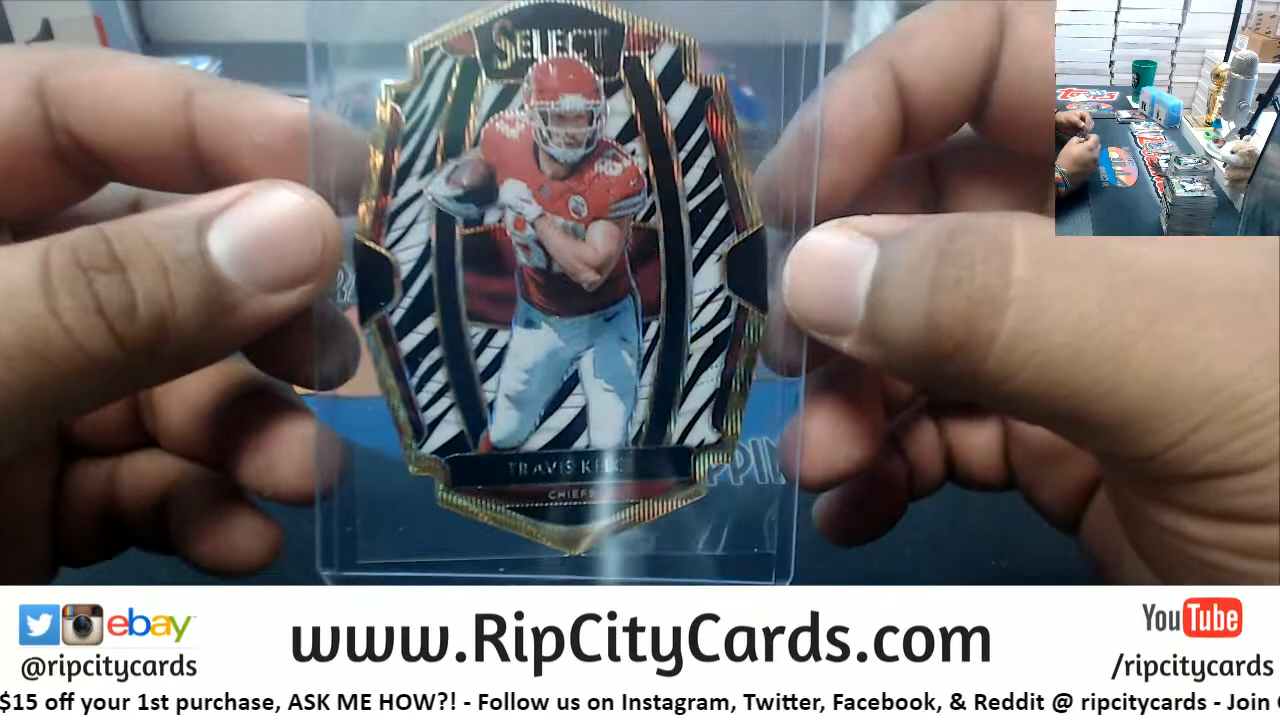 SELECT
TRAVIS KELCE
CHIEFS
ebay
@ripcitycards
www.RipCityCards.com
YouTube
/ripcitycards
$15 off your 1st purchase, ASK ME HOW?! - Follow us on Instagram, Twitter, Facebook, & Reddit @ ripcitycards - Join